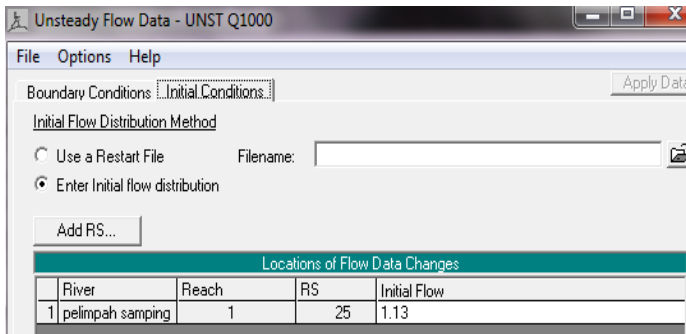 Unsteady Flow Data - UNST Q1000
File Options Help
Boundary Conditions Initial Conditions Apply Data
Initial Flow Distribution Method
Use a Restart File Filename:
Enter Initial flow distribution
Add RS...
Locations of Flow Data Changes
River Reach RS Initial Flow
1 pelimpah samping 1 25 1.13